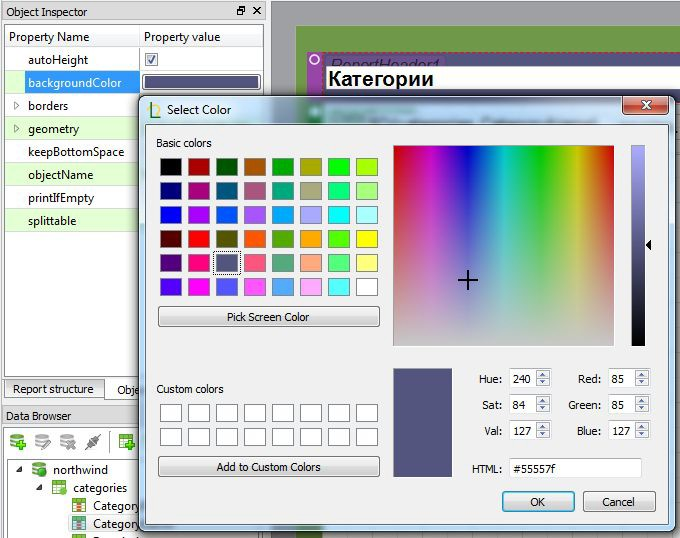 Object Inspector
Property Name Property value
autoHeight
backgroundColor
borders
geometry
keepBottomSpace
objectName
printIfEmpty
splittable
Report structure
Data Browser
northwind
categories
ReportHeader1
Категории
Select Color
Basic colors
Pick Screen Color
Custom colors
Add to Custom Colors
Hue: 240 Red: 85
Sat: 84 Green: 85
Val: 127 Blue: 127
HTML: #55557f
OK Cancel